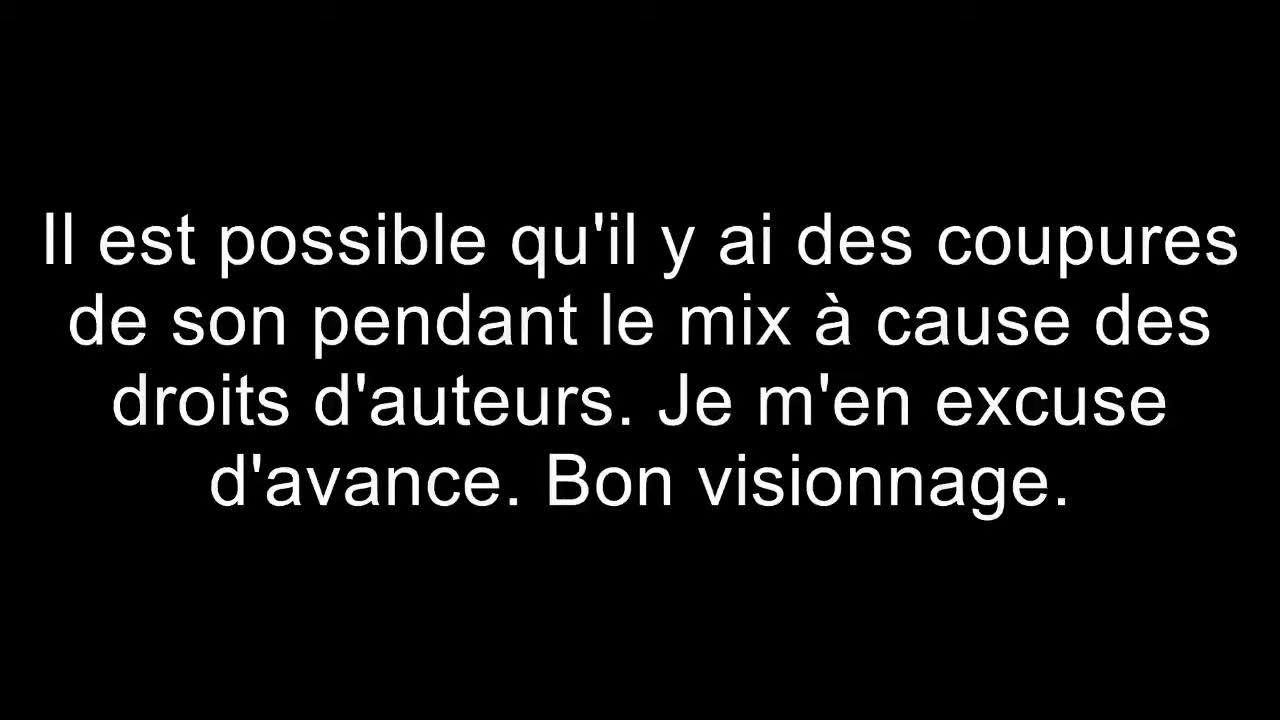 Il est possible qu'il y ai des coupures
de son pendant le mix à cause des
droits d'auteurs. Je m'en excuse
d'avance. Bon visionnage.